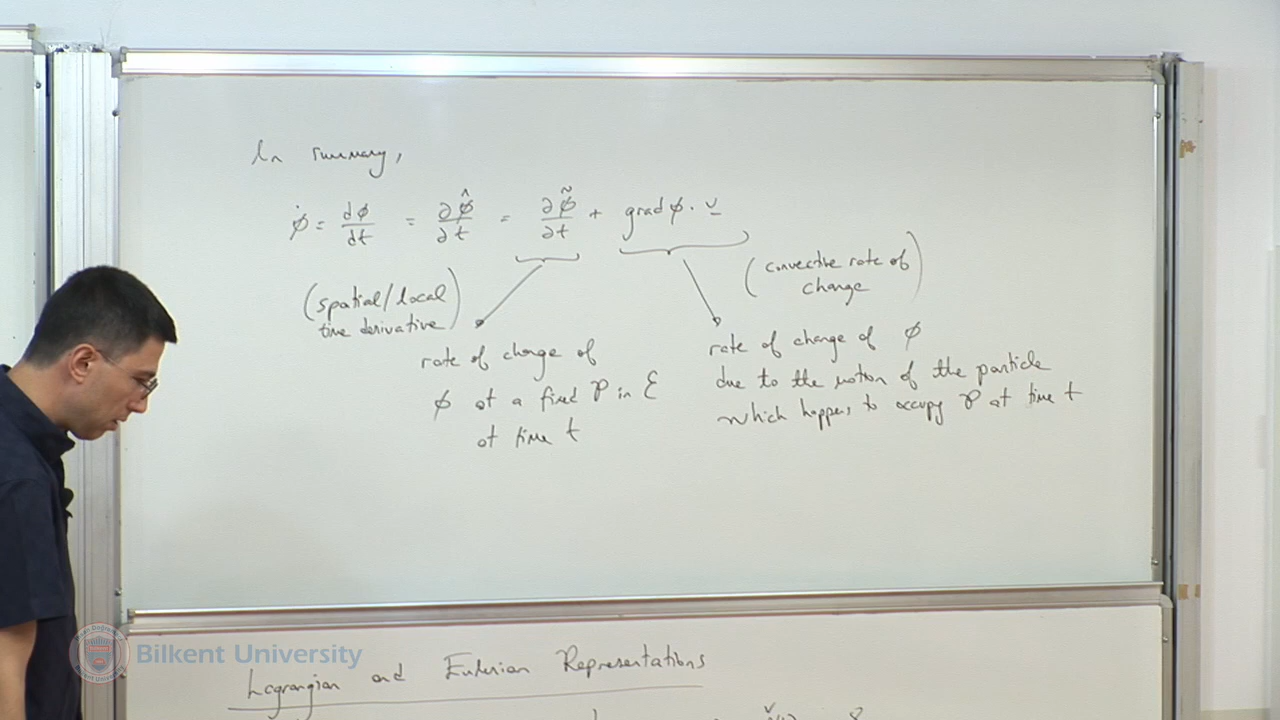 In summary,
ϕ̇ = dϕ/dt = ∂ϕ̂/∂t = ∂ϕ̃/∂t + grad ϕ · v
(spatial/local time derivative)
(convective rate of change)
rate of change of
ϕ at a fixed P in E
at time t
rate of change of ϕ
due to the motion of the particle
which happens to occupy P at time t
Lagrangian and Eulerian Representations
Bilkent University